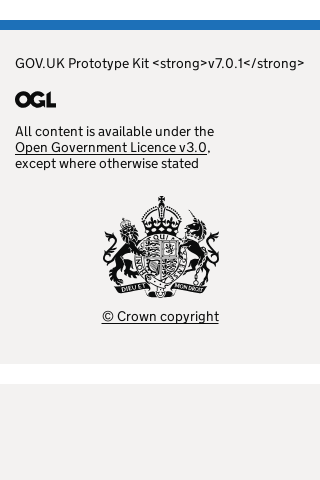 GOV.UK Prototype Kit <strong>v7.0.1</strong>
OGL
All content is available under the
Open Government Licence v3.0,
except where otherwise stated
DIEU ET MON DROIT
© Crown copyright